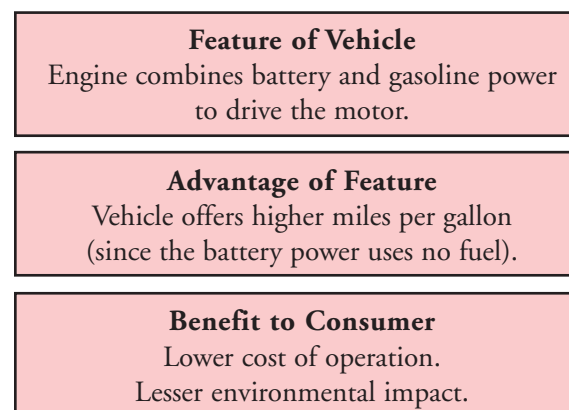 Feature of Vehicle
Engine combines battery and gasoline power
to drive the motor.
Advantage of Feature
Vehicle offers higher miles per gallon
(since the battery power uses no fuel).
Benefit to Consumer
Lower cost of operation.
Lesser environmental impact.